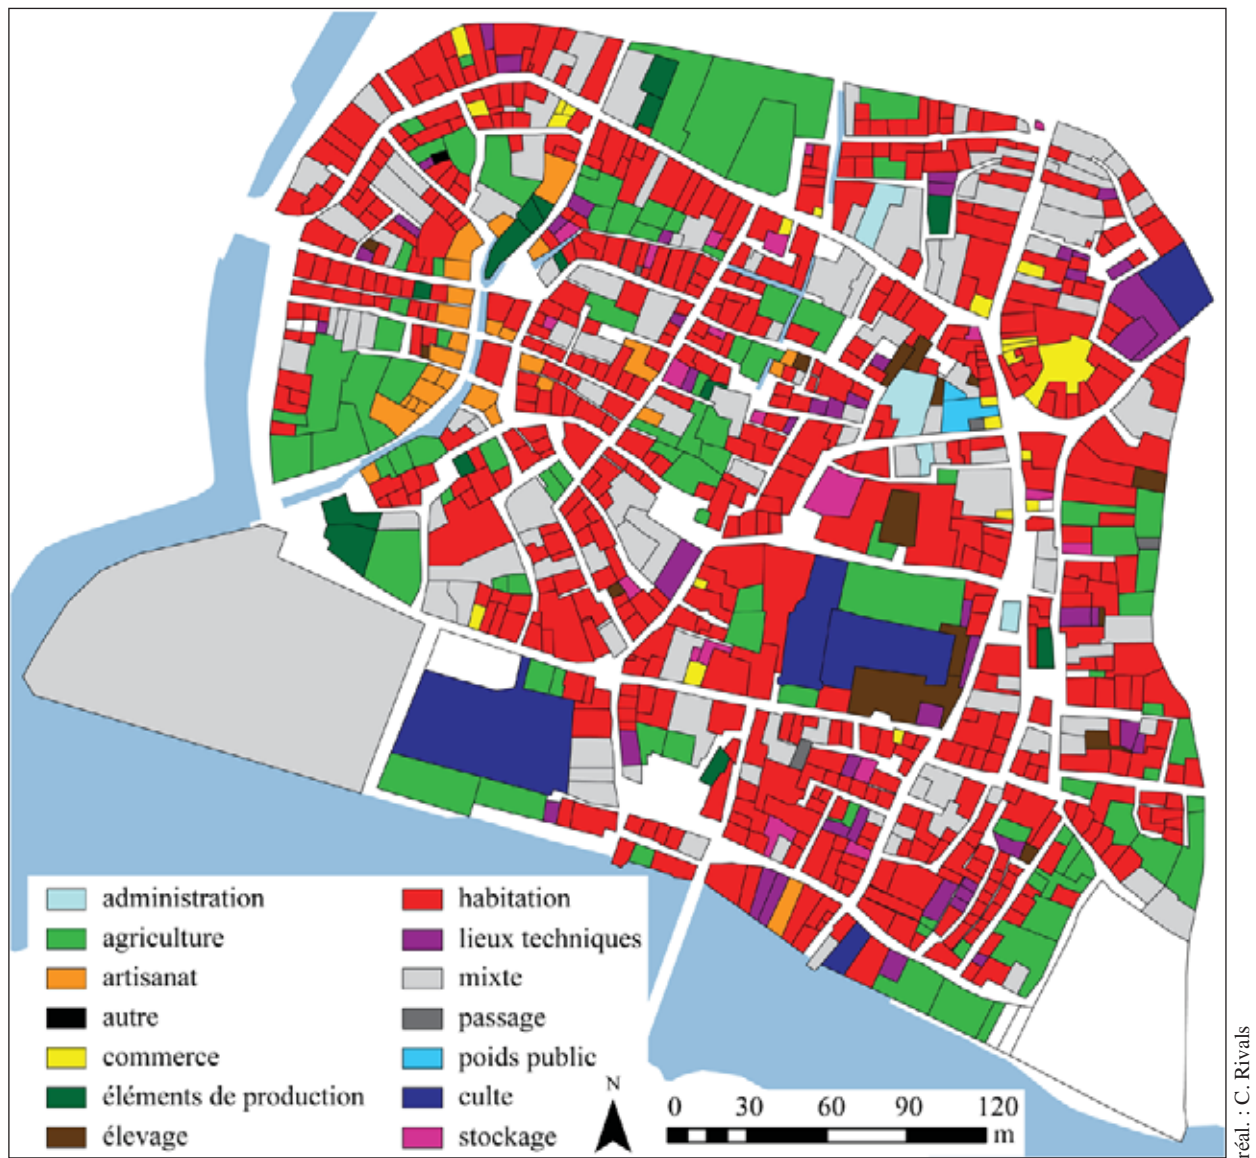 administration
agriculture
artisanat
autre
commerce
éléments de production
élevage
habitation
lieux techniques
mixte
passage
poids public
culte
stockage
N
0 30 60 90 120
m
réal. : C. Rivals